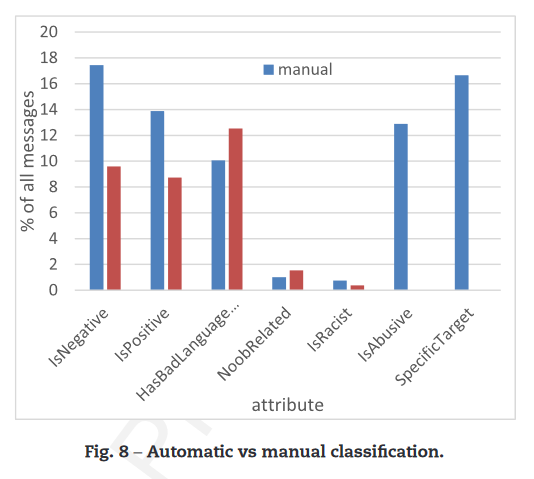 20
18
16
14
12
10
8
6
4
2
0
% of all messages
manual
IsNegative
IsPositive
HasBadLanguage...
NoobRelated
IsRacist
IsAbusive
SpecificTarget
attribute
Fig. 8 – Automatic vs manual classification.